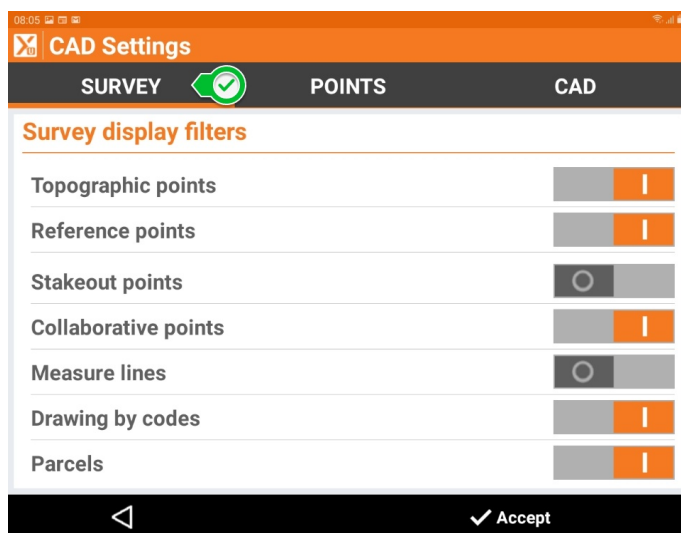 08:05
XU CAD Settings
SURVEY POINTS CAD
Survey display filters
Topographic points
Reference points
Stakeout points
Collaborative points
Measure lines
Drawing by codes
Parcels
Accept